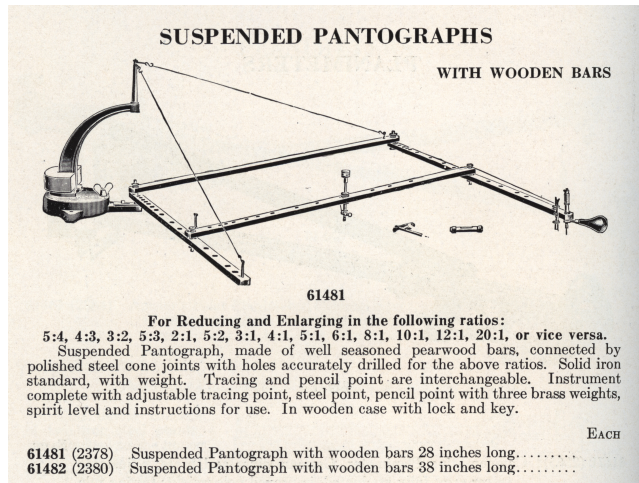 SUSPENDED PANTOGRAPHS
WITH WOODEN BARS
61481
For Reducing and Enlarging in the following ratios:
5:4, 4:3, 3:2, 5:3, 2:1, 5:2, 3:1, 4:1, 5:1, 6:1, 8:1, 10:1, 12:1, 20:1, or vice versa.
Suspended Pantograph, made of well seasoned pearwood bars, connected by
polished steel cone joints with holes accurately drilled for the above ratios. Solid iron
standard, with weight. Tracing and pencil point are interchangeable. Instrument
complete with adjustable tracing point, steel point, pencil point with three brass weights,
spirit level and instructions for use. In wooden case with lock and key.
EACH
61481 (2378) Suspended Pantograph with wooden bars 28 inches long.........
61482 (2380) Suspended Pantograph with wooden bars 38 inches long.........